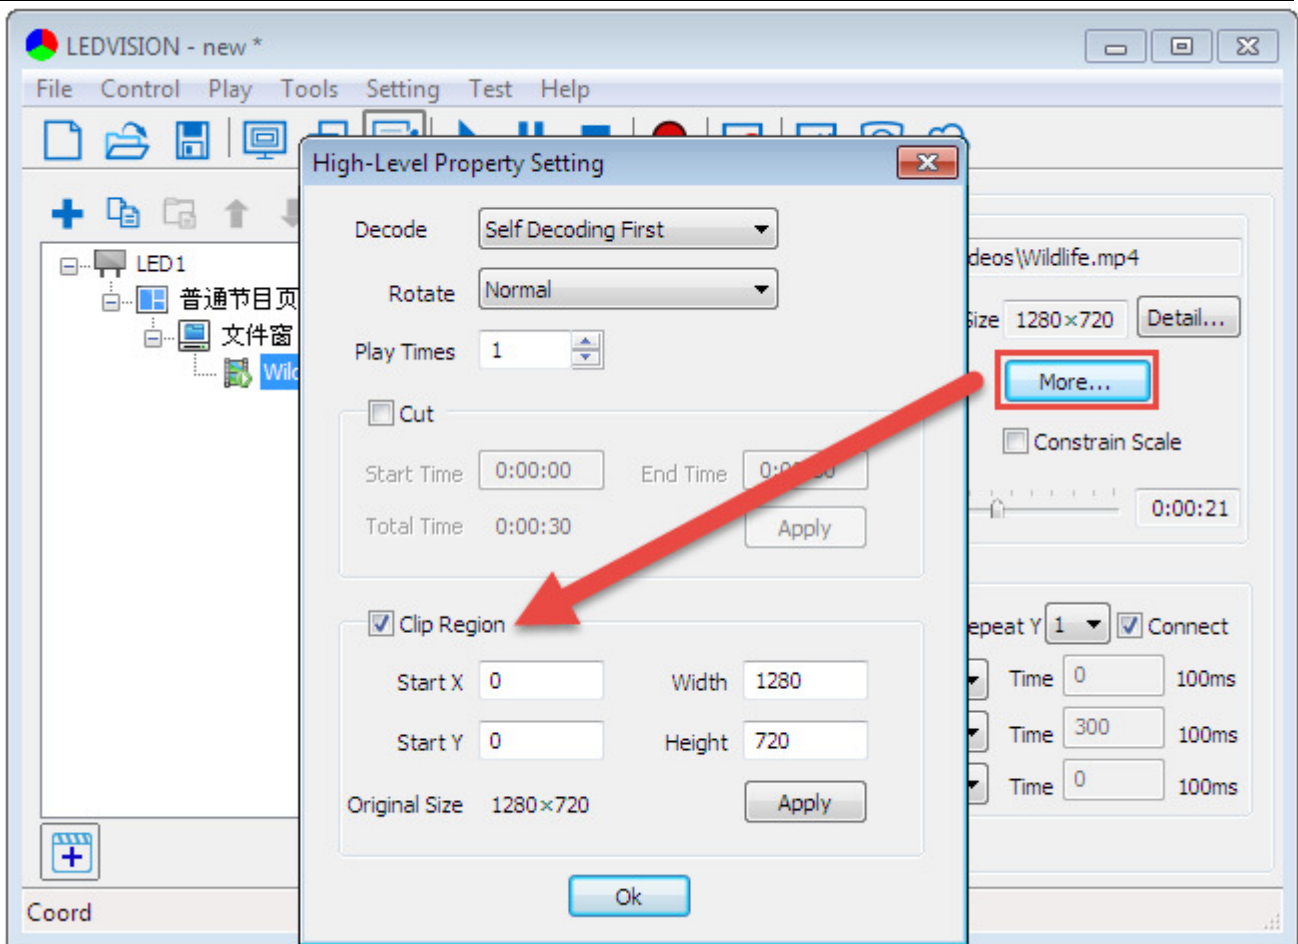 LEDVISION - new *
File Control Play Tools Setting Test Help
High-Level Property Setting
Decode Self Decoding First
Rotate Normal
Play Times 1
Cut
Start Time 0:00:00 End Time
Total Time 0:00:30 Apply
Clip Region
Start X 0 Width 1280
Start Y 0 Height 720
Original Size 1280×720 Apply
Ok
LED1
普通节目页
文件窗
Wild
deos\Wildlife.mp4
Size 1280×720 Detail...
More...
Constrain Scale
0:00:21
epeat Y 1 Connect
Time 0 100ms
Time 300 100ms
Time 0 100ms
Coord